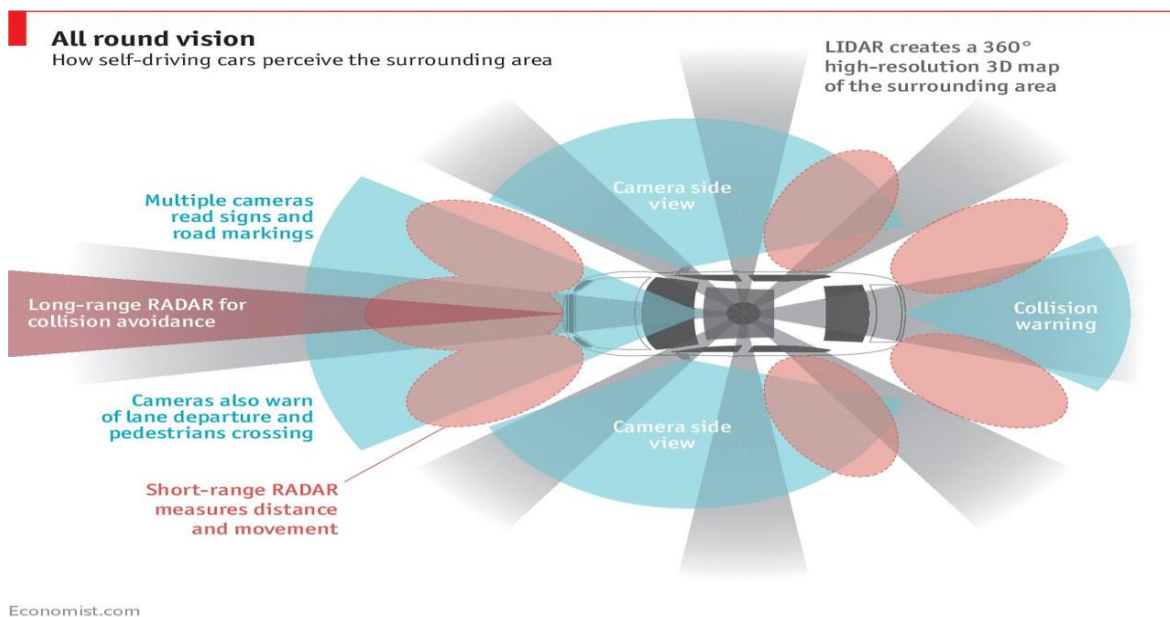 All round vision
How self-driving cars perceive the surrounding area
LIDAR creates a 360°
high-resolution 3D map
of the surrounding area
Multiple cameras
read signs and
road markings
Camera side
view
Long-range RADAR for
collision avoidance
Collision
warning
Cameras also warn
of lane departure and
pedestrians crossing
Camera side
view
Short-range RADAR
measures distance
and movement
Economist.com